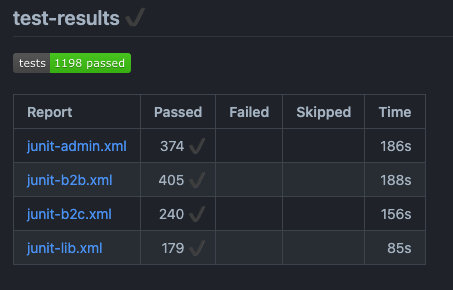 test-results ✔️
tests 1198 passed
Report Passed Failed Skipped Time
junit-admin.xml 374 ✔️ 186s
junit-b2b.xml 405 ✔️ 188s
junit-b2c.xml 240 ✔️ 156s
junit-lib.xml 179 ✔️ 85s